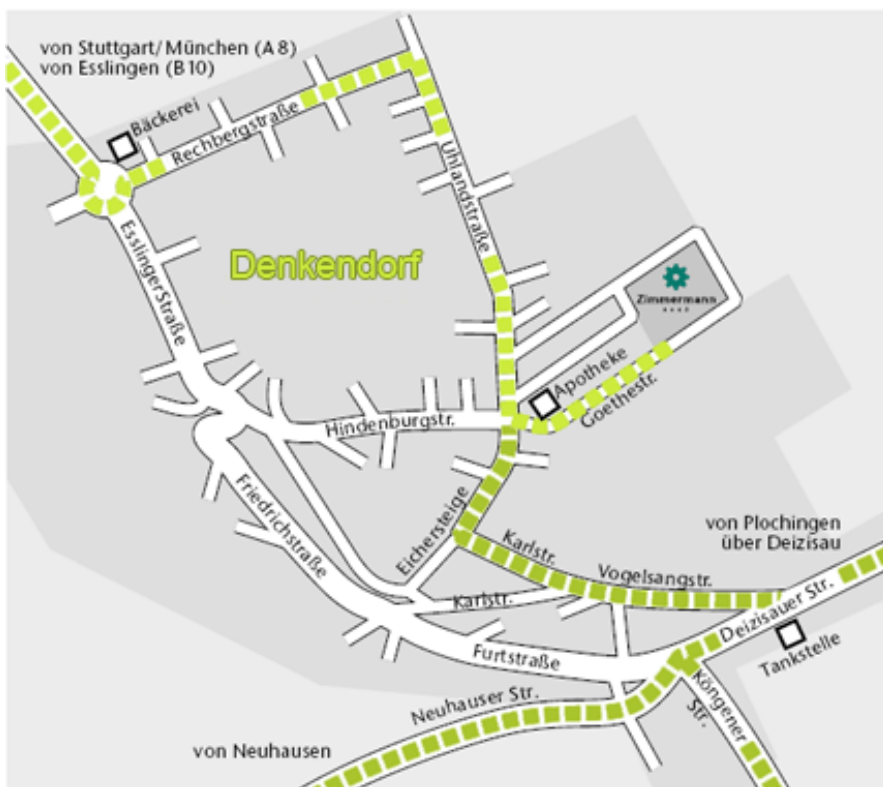 von Stuttgart/München (A 8)
von Esslingen (B10)
Bäckerei
Rechbergstraße
Uhlandstraße
Esslinger Straße
Denkendorf
Zimmermann
Apotheke
Goethestr.
Hindenburgstr.
Friedrichstraße
Eichersteige
Karlstr.
von Plochingen
über Deizisau
Vogelsangstr.
Karlstr.
Deizisauer Str.
Tankstelle
Furtstraße
Neuhauser Str.
Köngener
Str.
von Neuhausen